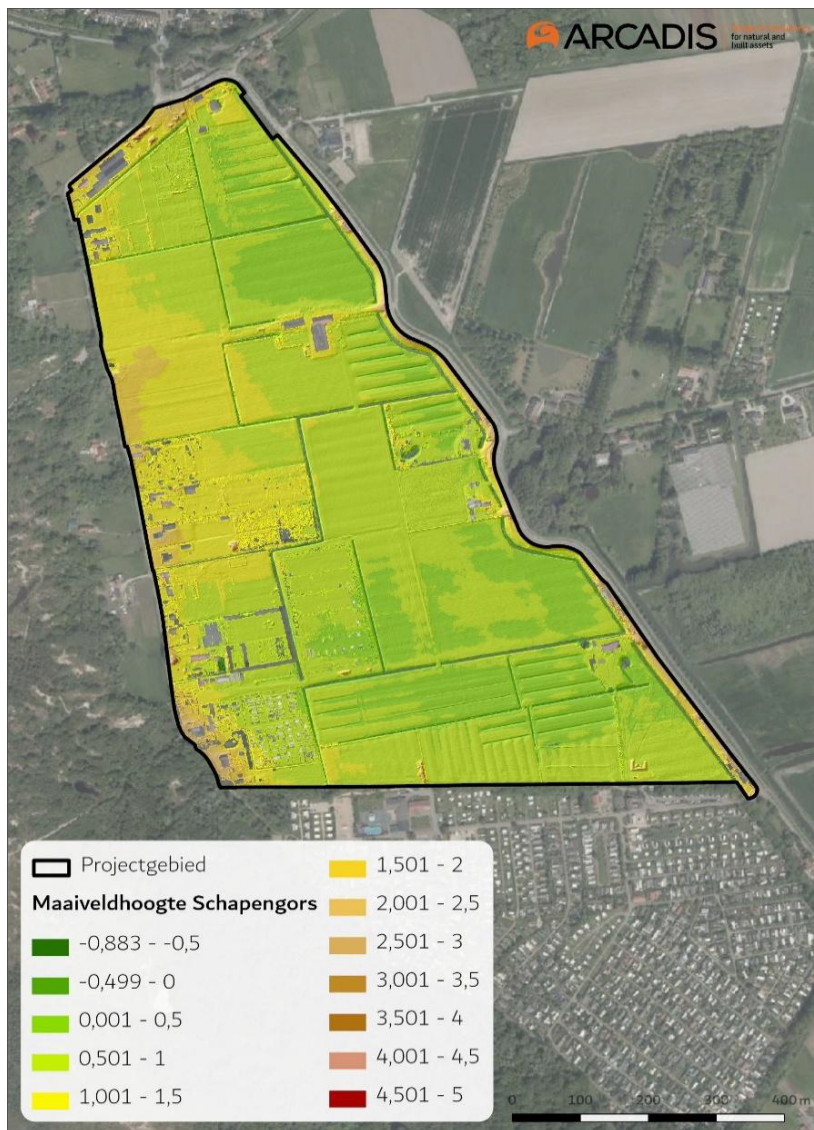 ARCADIS
for natural and
built assets
Projectgebied
Maaiveldhoogte Schapengors
-0,883 - -0,5
-0,499 - 0
0,001 - 0,5
0,501 - 1
1,001 - 1,5
1,501 - 2
2,001 - 2,5
2,501 - 3
3,001 - 3,5
3,501 - 4
4,001 - 4,5
4,501 - 5
0 100 200 300 400 m